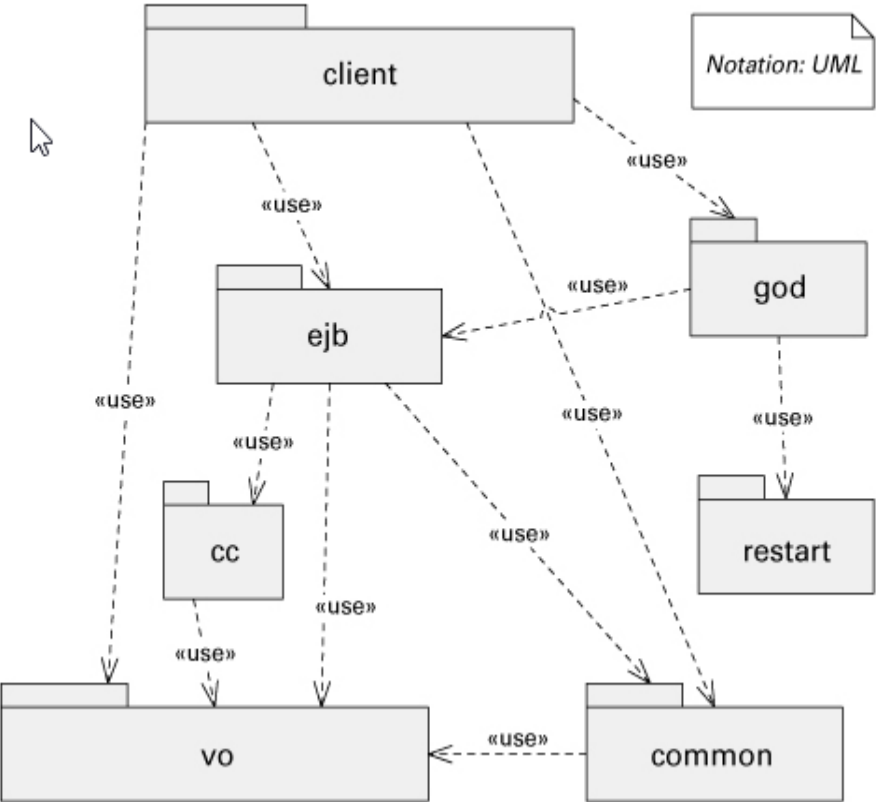 client
Notation: UML
«use»
«use»
god
«use»
ejb
«use»
«use»
«use»
«use»
«use»
cc
«use»
restart
«use»
«use»
vo
«use»
common